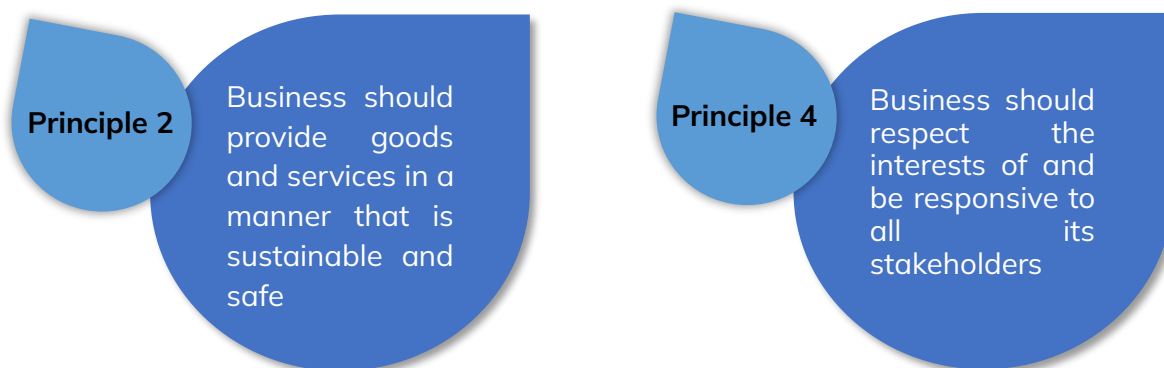 Principle 2
Business should
provide goods
and services in a
manner that is
sustainable and
safe
Principle 4
Business should
respect the
interests of and
be responsive to
all its
stakeholders